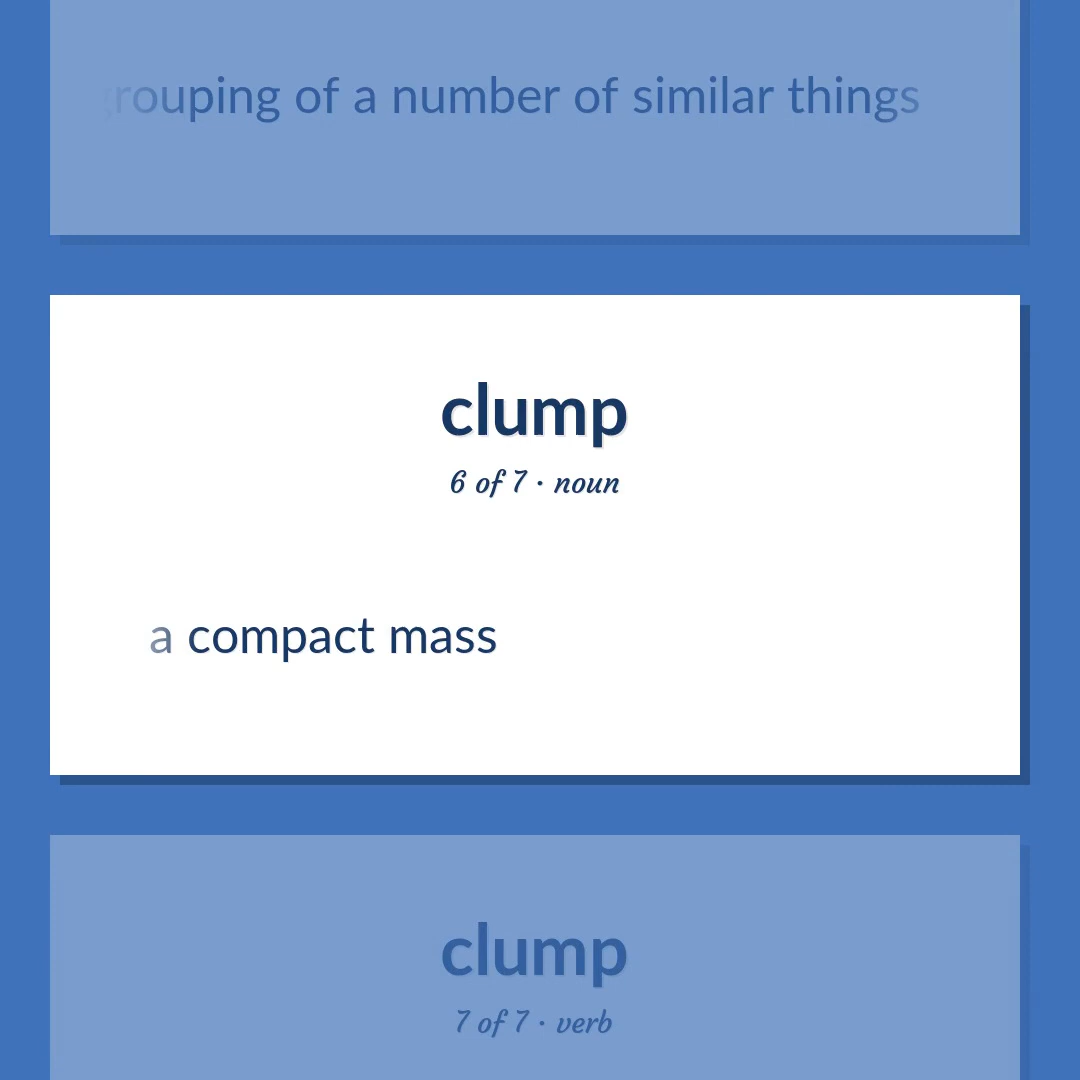 grouping of a number of similar things
clump
6 of 7 · noun
a compact mass
clump
7 of 7 · verb